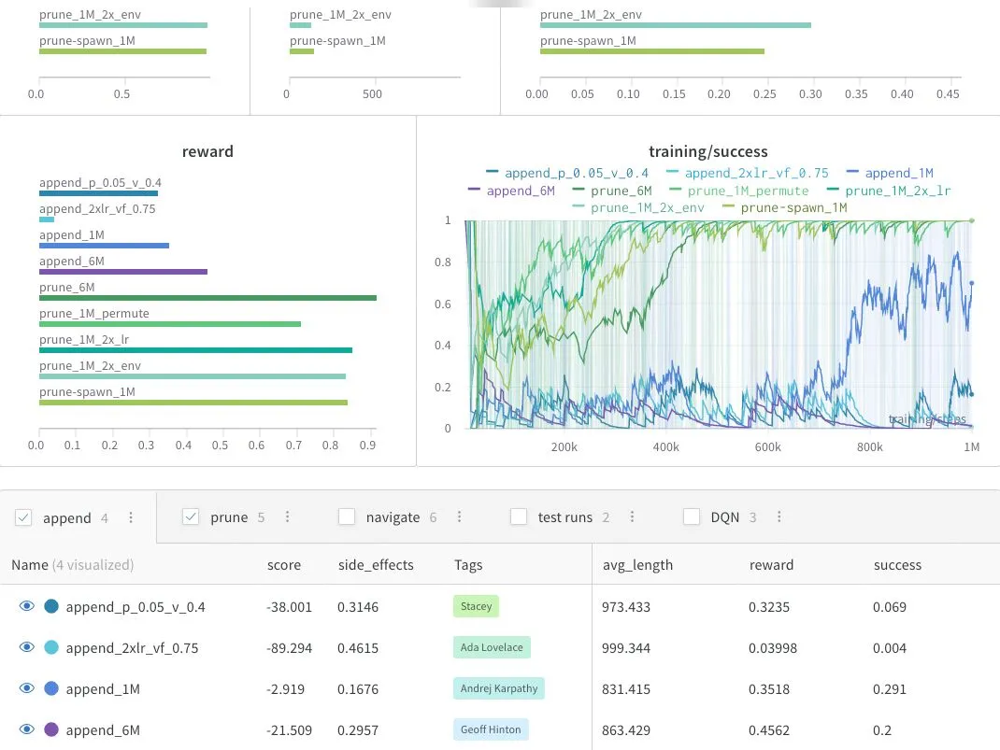 prune_1M_2x_env
prune-spawn_1M
0.0 0.5
prune_1M_2x_env
prune-spawn_1M
0 500
prune_1M_2x_env
prune-spawn_1M
0.00 0.05 0.10 0.15 0.20 0.25 0.30 0.35 0.40 0.45
reward
append_p_0.05_v_0.4
append_2xlr_vf_0.75
append_1M
append_6M
prune_6M
prune_1M_permute
prune_1M_2x_lr
prune_1M_2x_env
prune-spawn_1M
0.0 0.1 0.2 0.3 0.4 0.5 0.6 0.7 0.8 0.9
training/success
append_p_0.05_v_0.4 append_2xlr_vf_0.75 append_1M
append_6M prune_6M prune_1M_permute prune_1M_2x_lr
prune_1M_2x_env prune-spawn_1M
1
0.8
0.6
0.4
0.2
0
training/steps
200k 400k 600k 800k 1M
append 4 prune 5 navigate 6 test runs 2 DQN 3
Name (4 visualized) score side_effects Tags avg_length reward success
append_p_0.05_v_0.4 -38.001 0.3146 Stacey 973.433 0.3235 0.069
append_2xlr_vf_0.75 -89.294 0.4615 Ada Lovelace 999.344 0.03998 0.004
append_1M -2.919 0.1676 Andrej Karpathy 831.415 0.3518 0.291
append_6M -21.509 0.2957 Geoff Hinton 863.429 0.4562 0.2